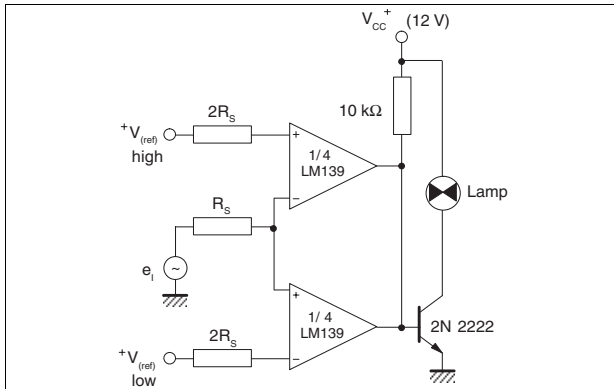 V_CC⁺ (12 V)
2R_S
10 kΩ
⁺V_(ref)
high
+
1/ 4
LM139
−
R_S
Lamp
e_I
~
+
1/ 4
LM139
−
2N 2222
2R_S
⁺V_(ref)
low